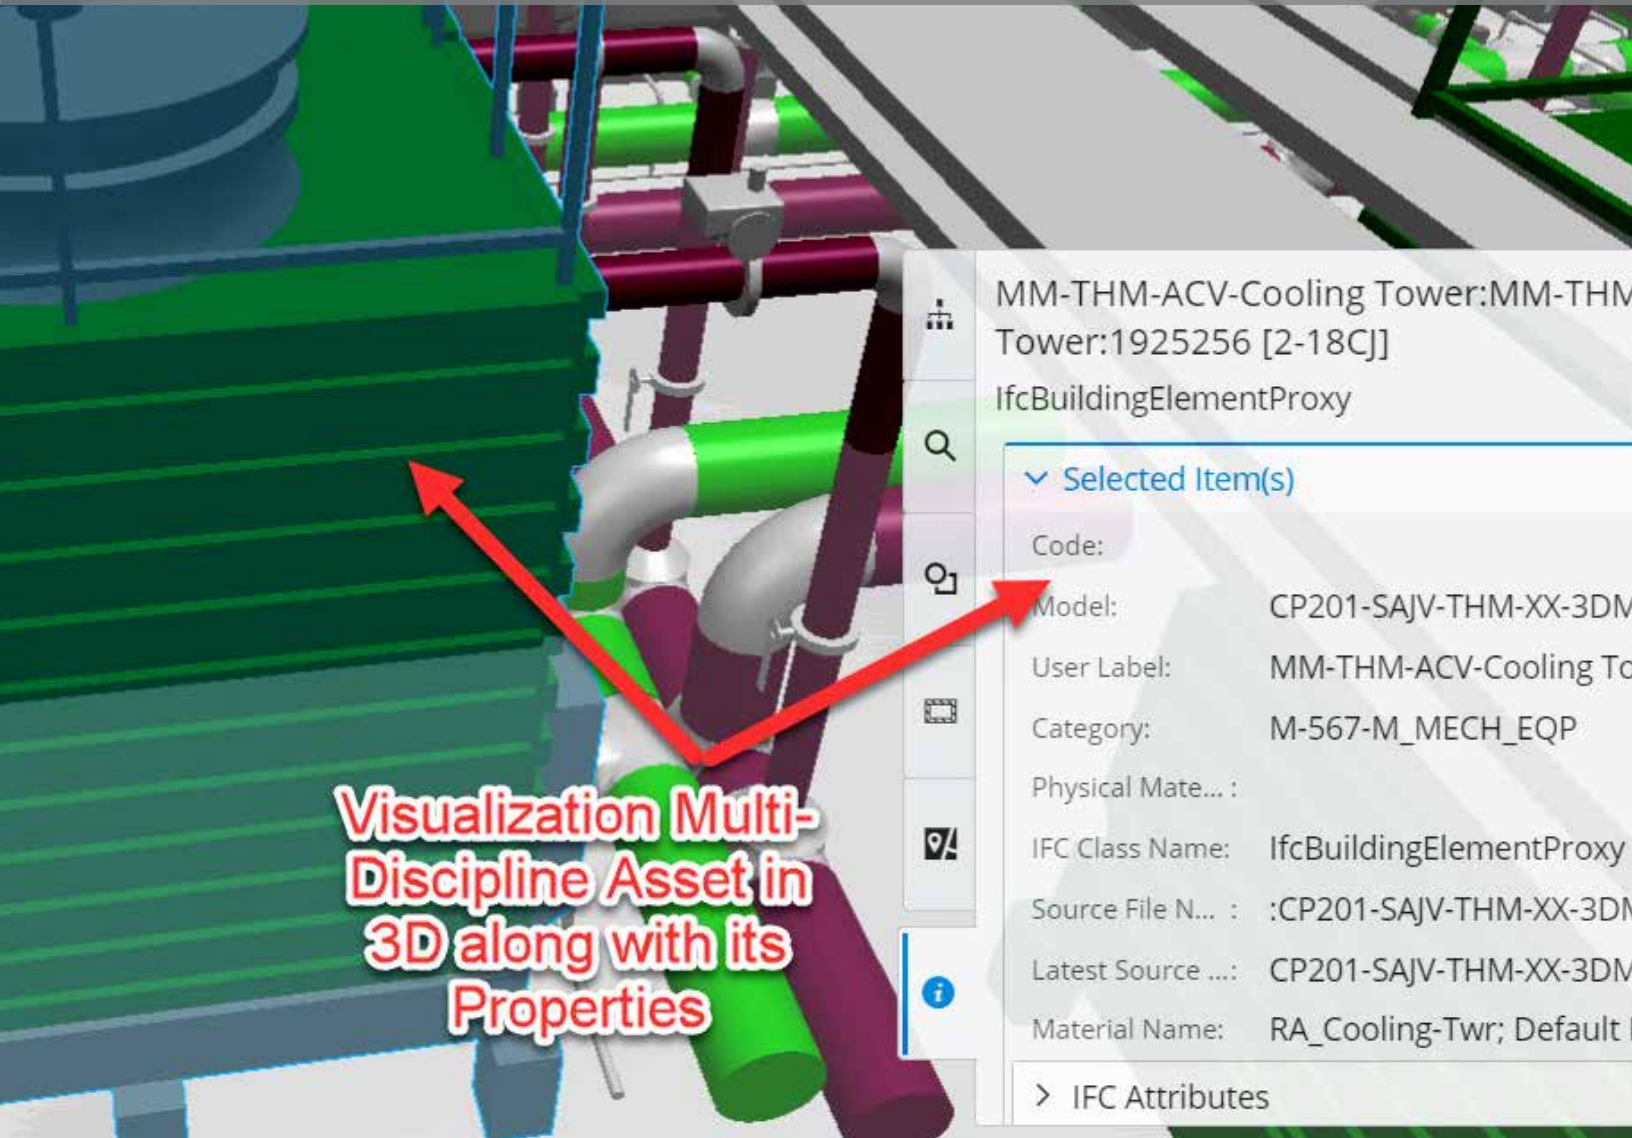 MM-THM-ACV-Cooling Tower:MM-THM
Tower:1925256 [2-18CJ]
IfcBuildingElementProxy
Selected Item(s)
Code:
Model: CP201-SAJV-THM-XX-3DM
User Label: MM-THM-ACV-Cooling To
Category: M-567-M_MECH_EQP
Physical Mate... :
IFC Class Name: IfcBuildingElementProxy
Source File N... : :CP201-SAJV-THM-XX-3DM
Latest Source ...: CP201-SAJV-THM-XX-3DM
Material Name: RA_Cooling-Twr; Default
IFC Attributes
Visualization Multi-
Discipline Asset in
3D along with its
Properties